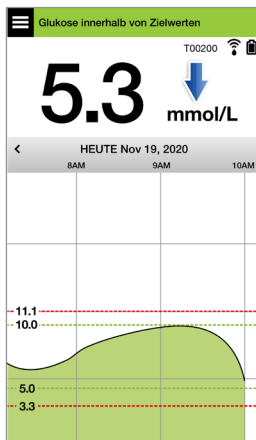 Glukose innerhalb von Zielwerten
T00200
5.3
mmol/L
HEUTE Nov 19, 2020
8AM 9AM 10AM
11.1
10.0
5.0
3.3